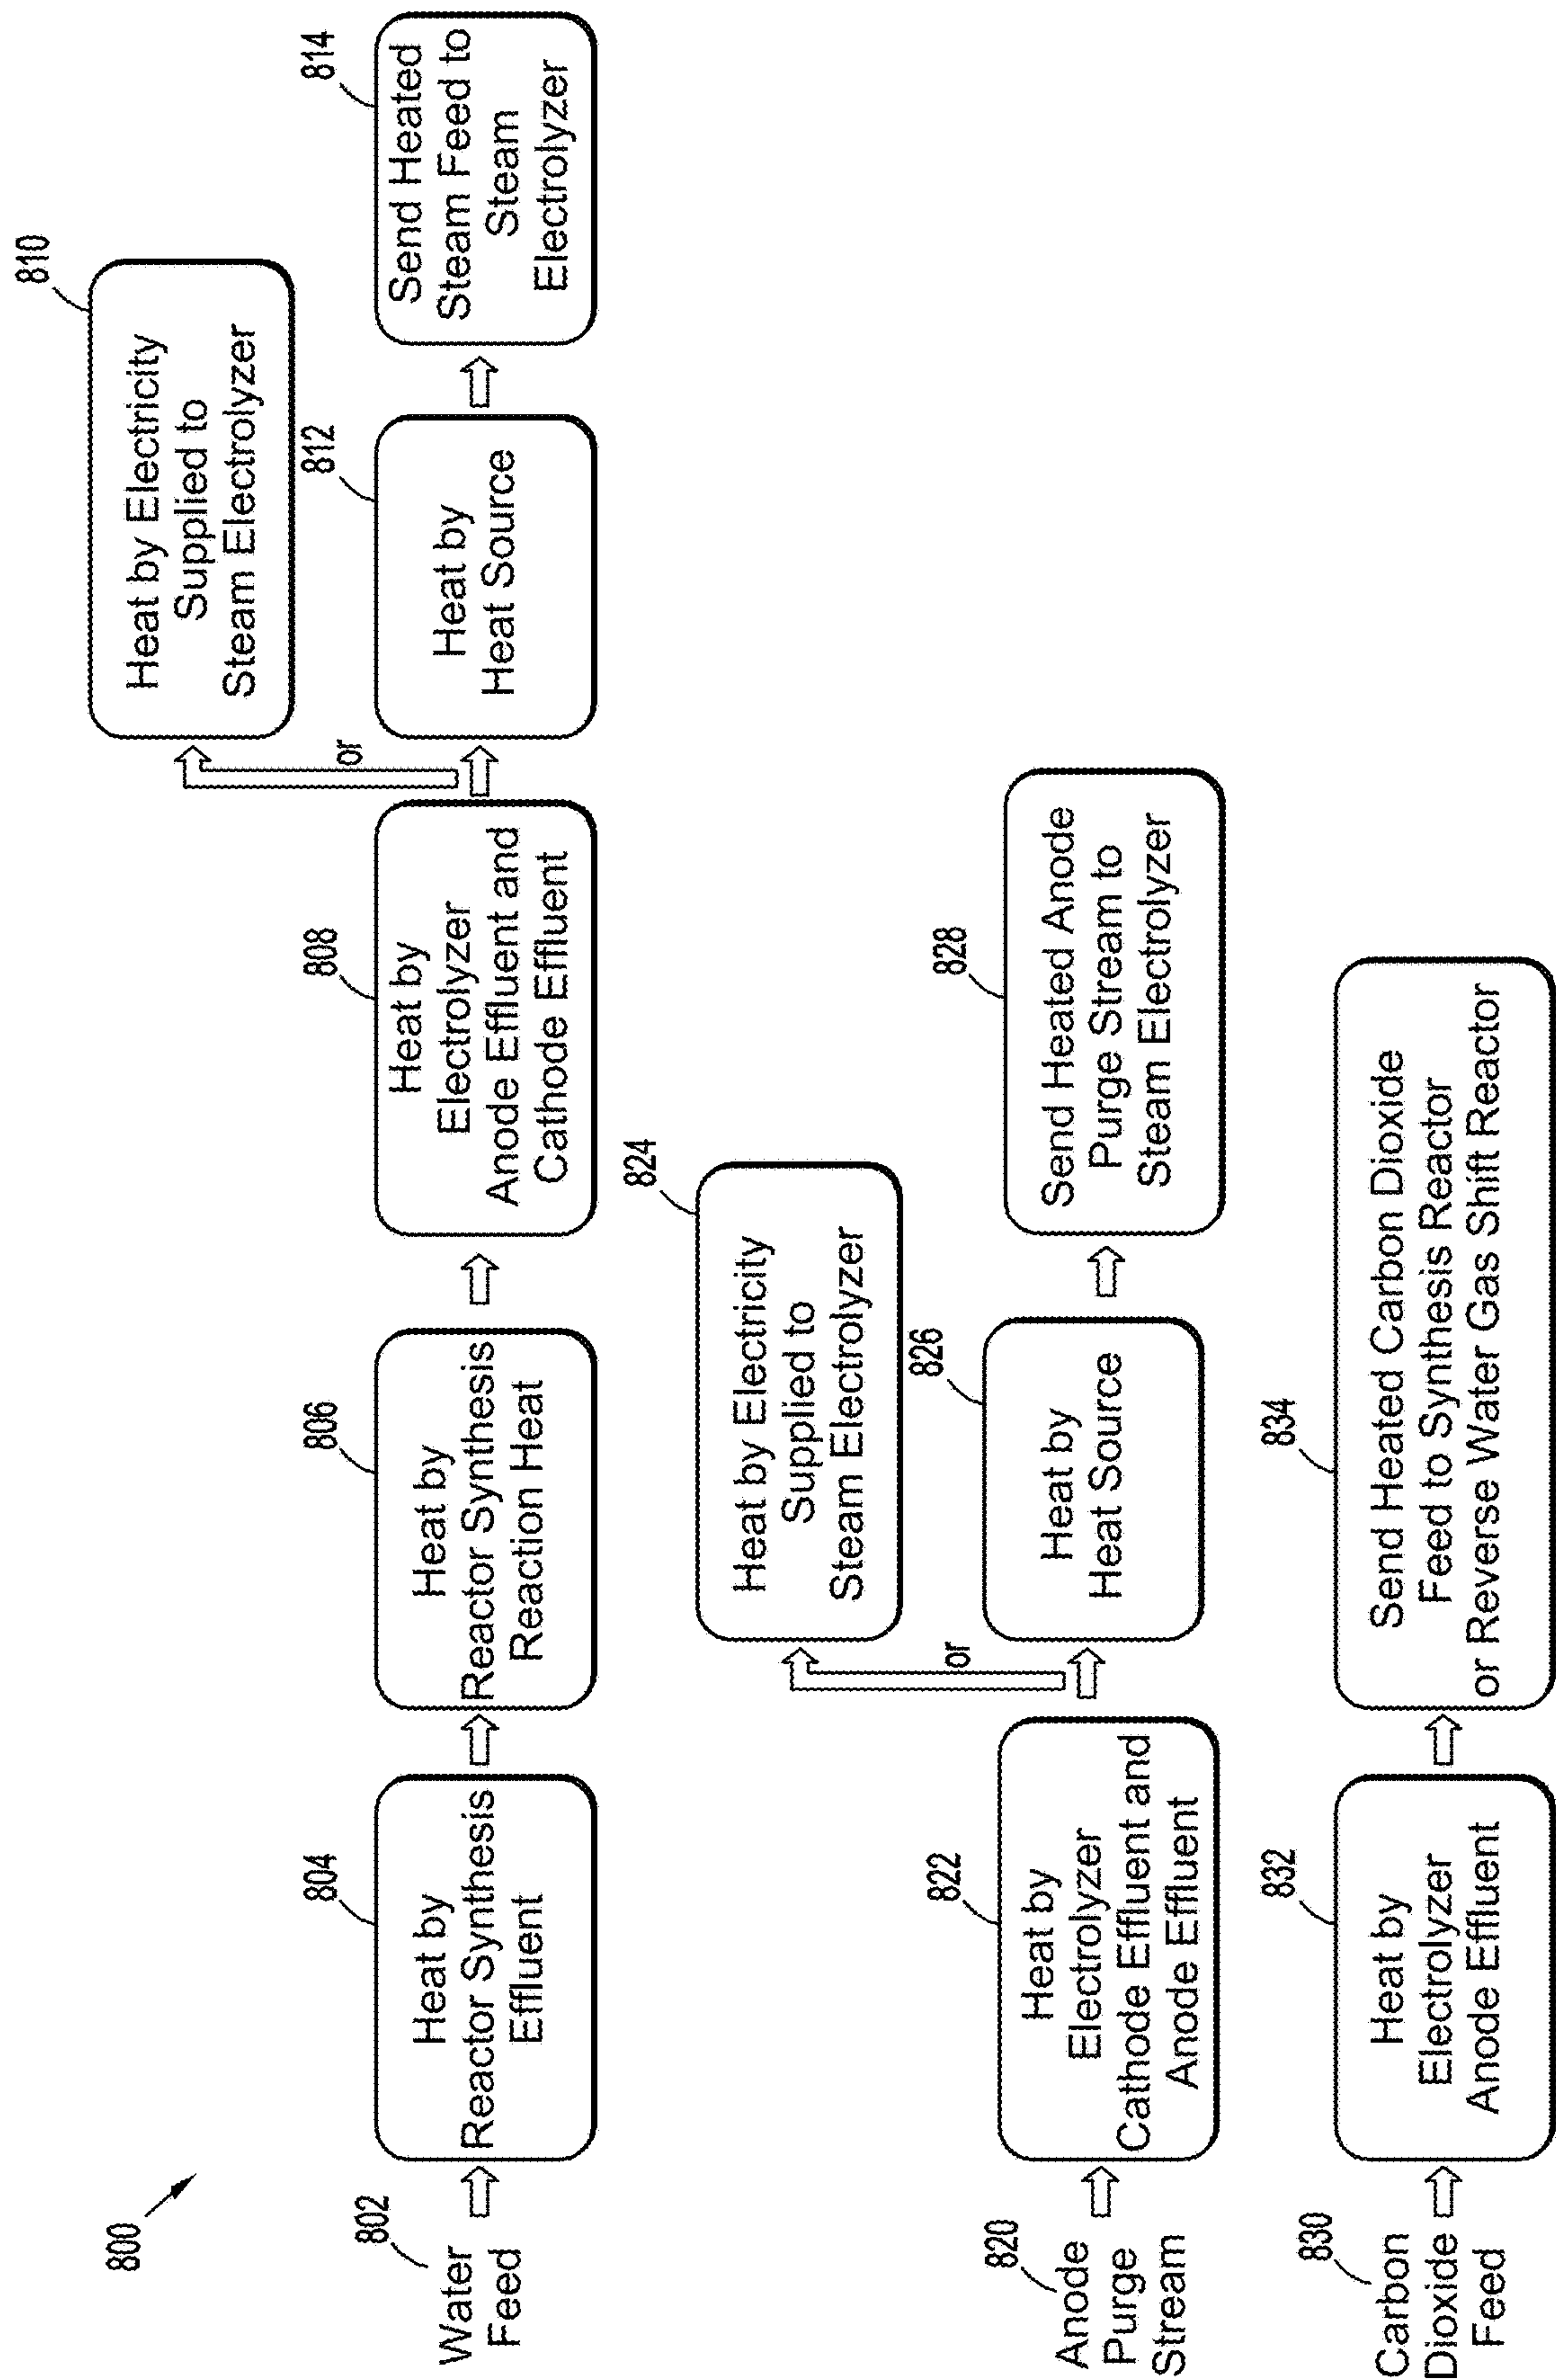 800
802
Water
Feed
804
Heat by
Reactor Synthesis
Effluent
806
Heat by
Reactor Synthesis
Reaction Heat
808
Heat by
Electrolyzer
Anode Effluent and
Cathode Effluent
or
810
Heat by Electricity
Supplied to
Steam Electrolyzer
812
Heat by
Heat Source
814
Send Heated
Steam Feed to
Steam
Electrolyzer
820
Anode
Purge
Stream
822
Heat by
Electrolyzer
Cathode Effluent and
Anode Effluent
or
824
Heat by Electricity
Supplied to
Steam Electrolyzer
826
Heat by
Heat Source
828
Send Heated Anode
Purge Stream to
Steam Electrolyzer
830
Carbon
Dioxide
Feed
832
Heat by
Electrolyzer
Anode Effluent
834
Send Heated Carbon Dioxide
Feed to Synthesis Reactor
or Reverse Water Gas Shift Reactor